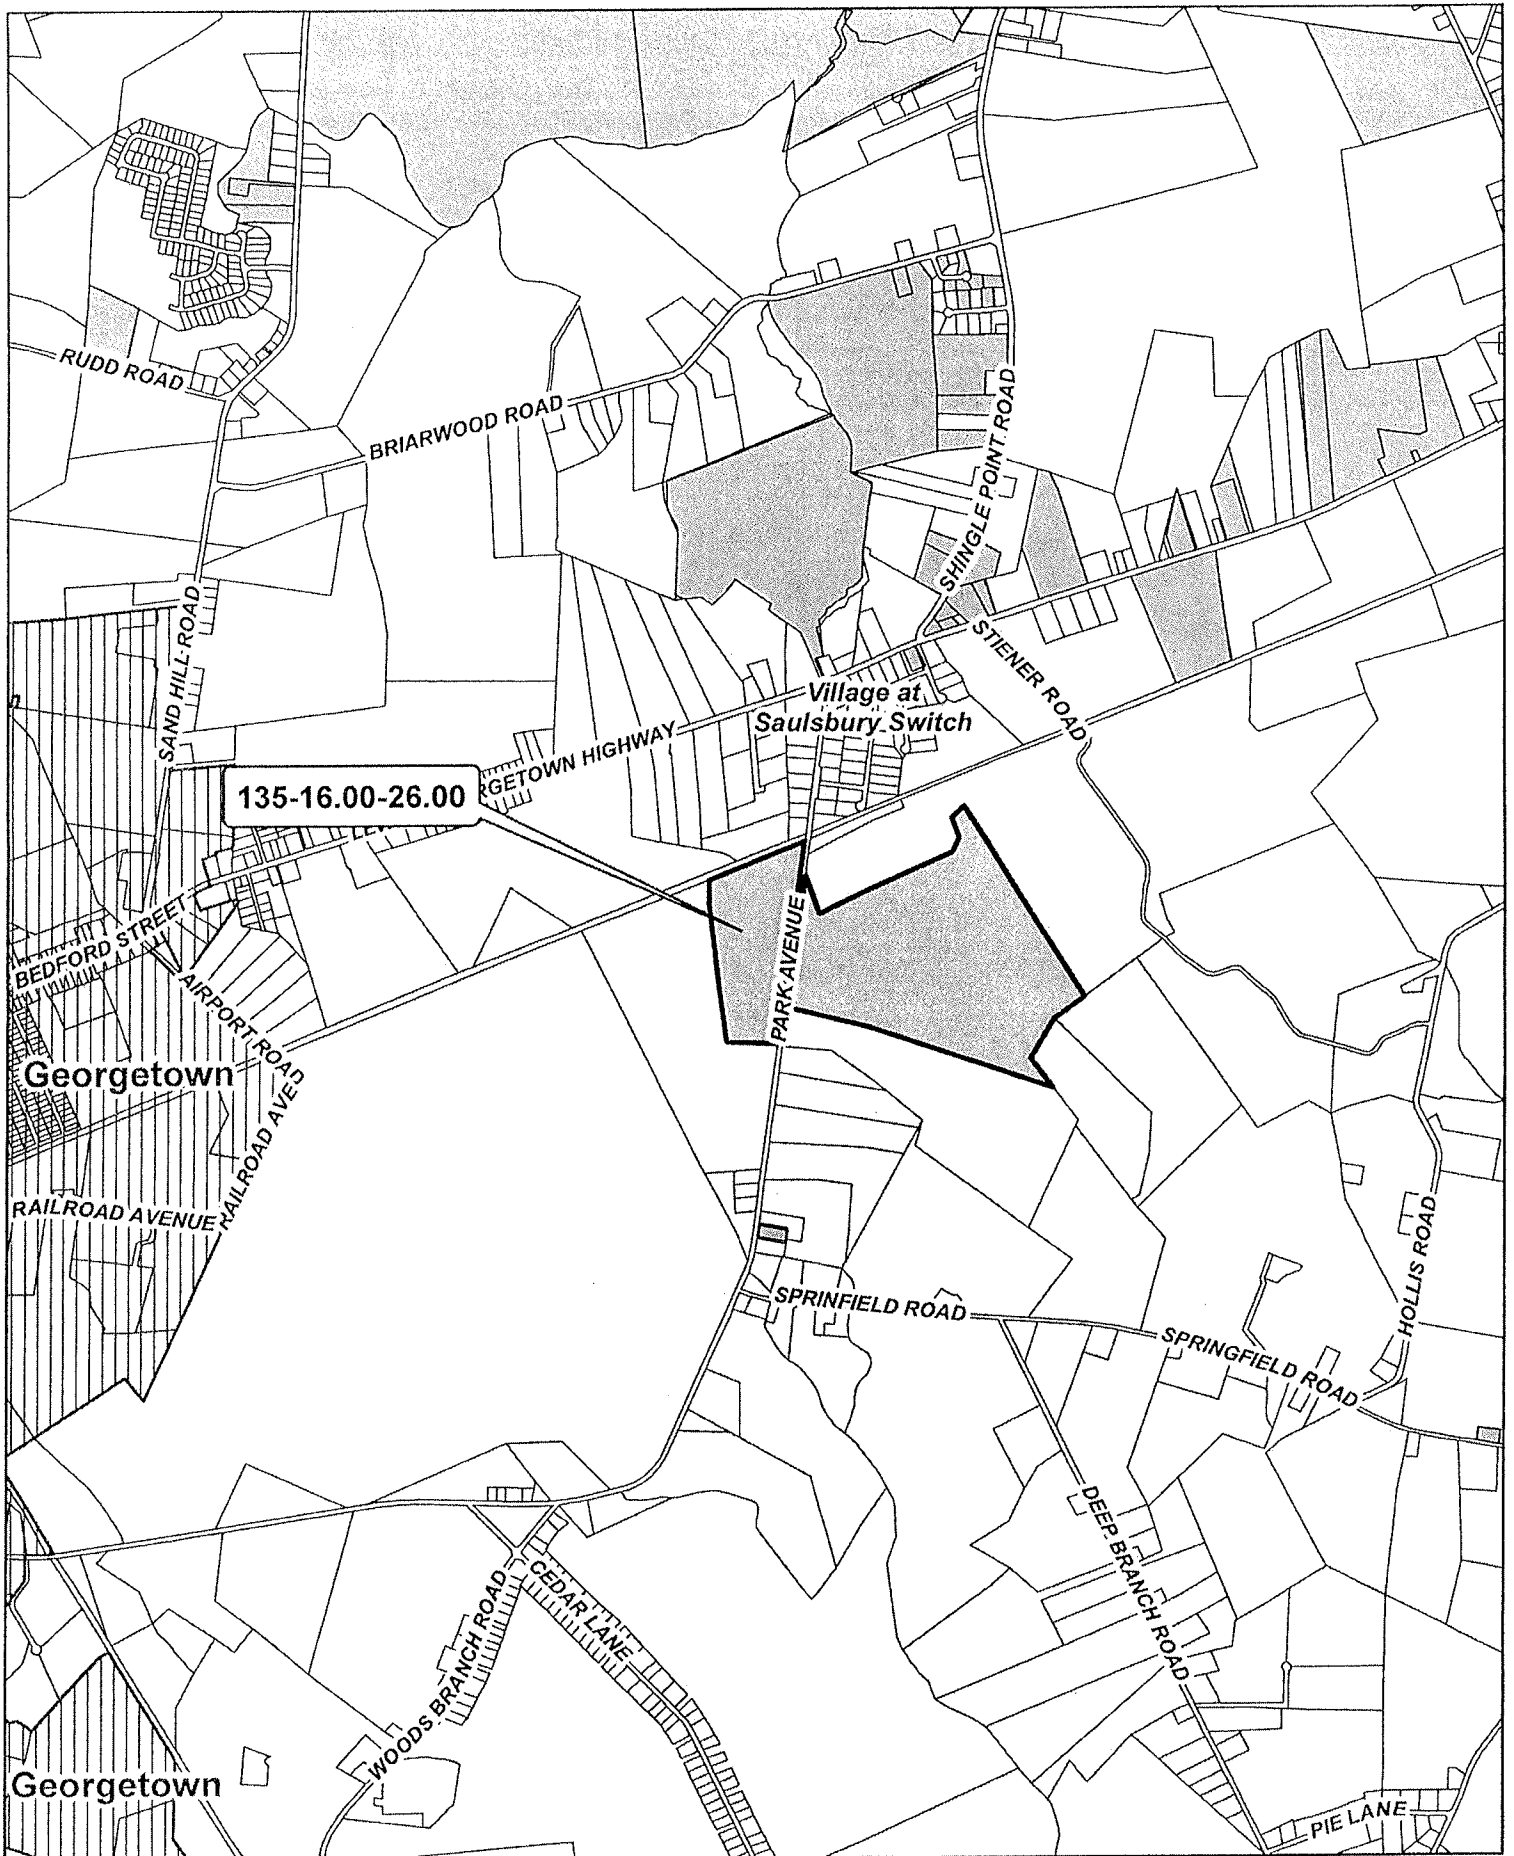 RUDD ROAD
BRIARWOOD ROAD
SHINGLE POINT ROAD
SAND HILL ROAD
STIENER ROAD
Village at
Saulsbury Switch
RGETOWN HIGHWAY
135-16.00-26.00
BEDFORD STREET
PARK AVENUE
AIRPORT ROAD
Georgetown
RAILROAD AVE
RAILROAD AVENUE
HOLLIS ROAD
SPRINFIELD ROAD
SPRINGFIELD ROAD
DEEP BRANCH ROAD
CEDAR LANE
WOODS BRANCH ROAD
Georgetown
PIE LANE